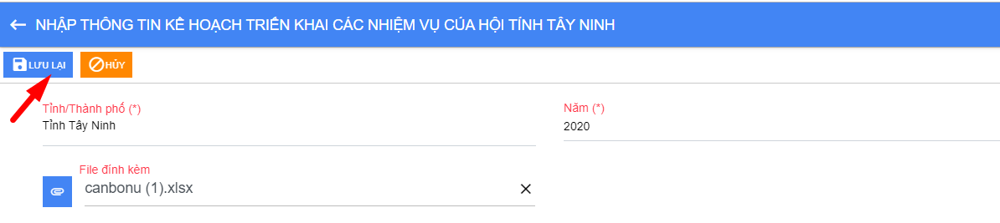 NHẬP THÔNG TIN KẾ HOẠCH TRIỂN KHAI CÁC NHIỆM VỤ CỦA HỘI TÍNH TÂY NINH
LƯU LẠI HỦY
Tỉnh/Thành phố (*) Năm (*)
Tỉnh Tây Ninh 2020
File đính kèm
canbonu (1).xlsx